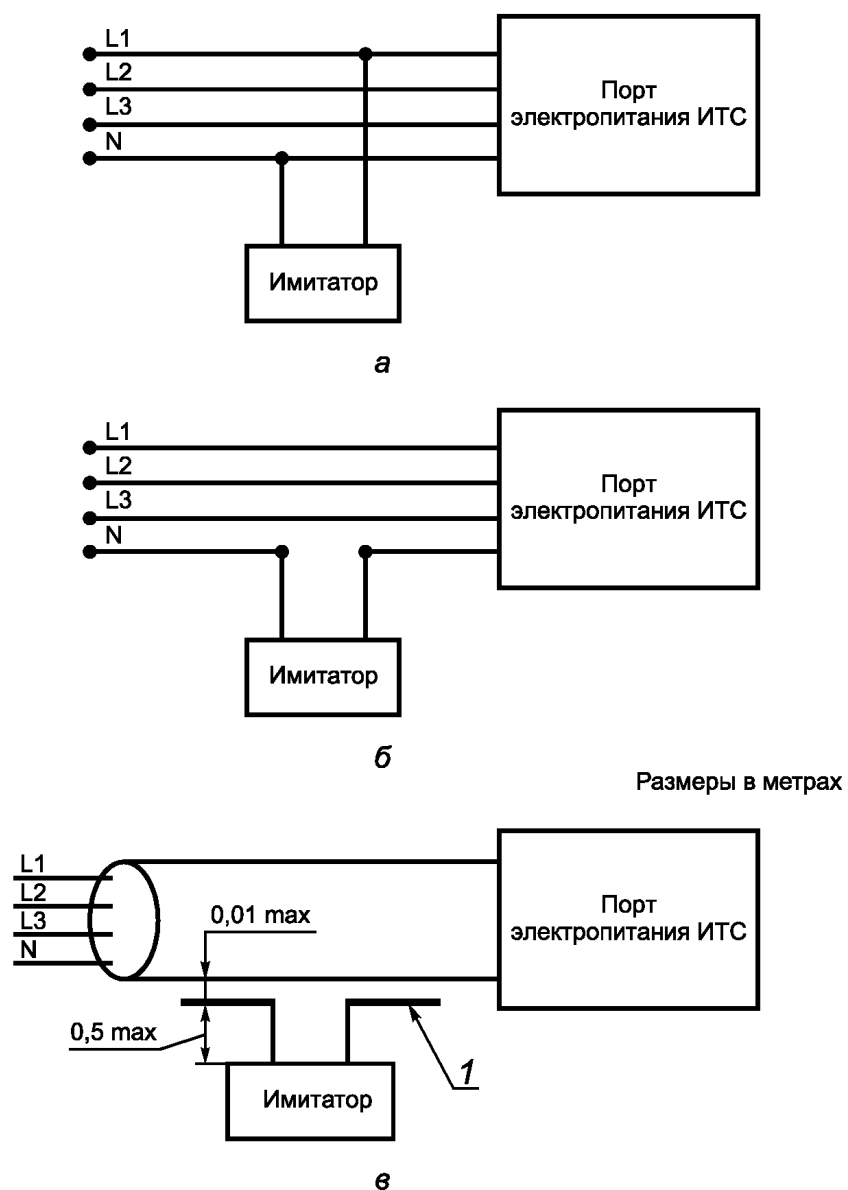 L1
L2
L3
N
Порт
электропитания ИТС
Имитатор
а
L1
L2
L3
N
Порт
электропитания ИТС
Имитатор
б
Размеры в метрах
L1
L2
L3
N
0,01 max
Порт
электропитания ИТС
0,5 max
1
Имитатор
в